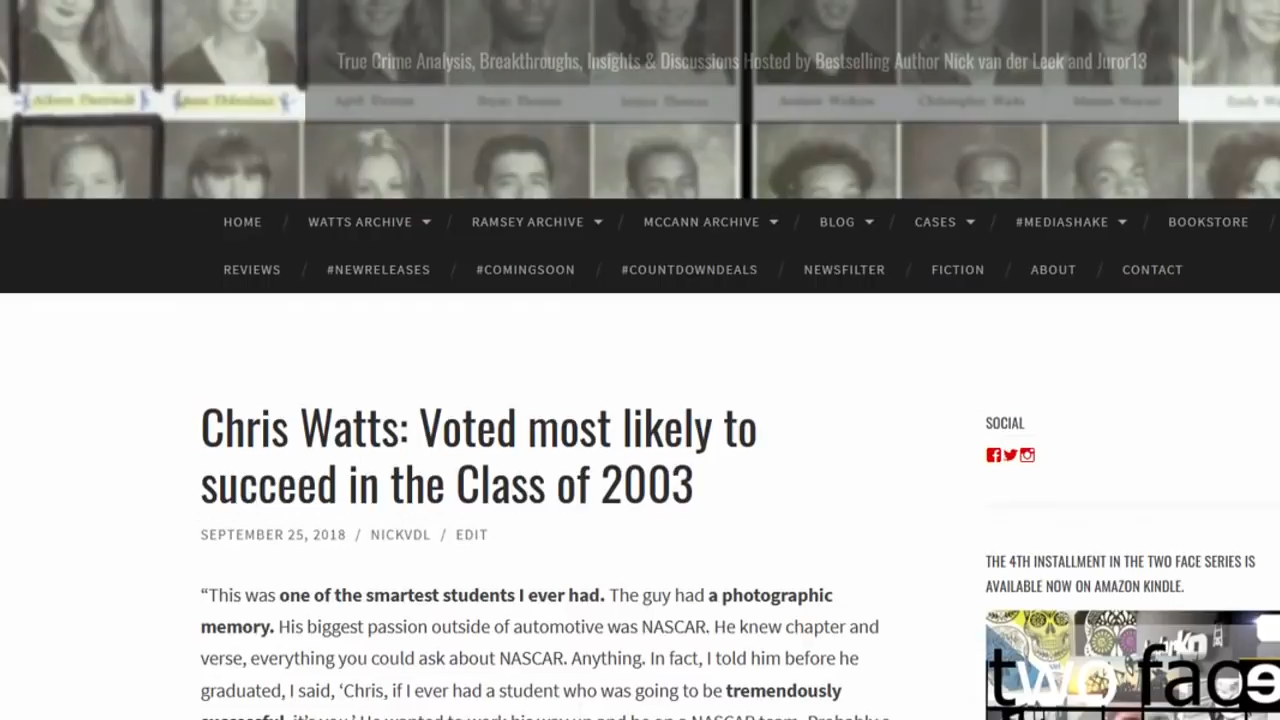 True Crime Analysis, Breakthroughs, Insights & Discussions Hosted by Bestselling Author Nick van der Leek and Juror13
HOME / WATTS ARCHIVE / RAMSEY ARCHIVE / MCCANN ARCHIVE / BLOG / CASES / #MEDIASHAKE / BOOKSTORE /
REVIEWS / #NEWRELEASES / #COMINGSOON / #COUNTDOWNDEALS / NEWSFILTER / FICTION / ABOUT / CONTACT
Chris Watts: Voted most likely to
succeed in the Class of 2003
SEPTEMBER 25, 2018 / NICKVDL / EDIT
“This was one of the smartest students I ever had. The guy had a photographic
memory. His biggest passion outside of automotive was NASCAR. He knew chapter and
verse, everything you could ask about NASCAR. Anything. In fact, I told him before he
graduated, I said, ‘Chris, if I ever had a student who was going to be tremendously
SOCIAL
THE 4TH INSTALLMENT IN THE TWO FACE SERIES IS
AVAILABLE NOW ON AMAZON KINDLE.
two face